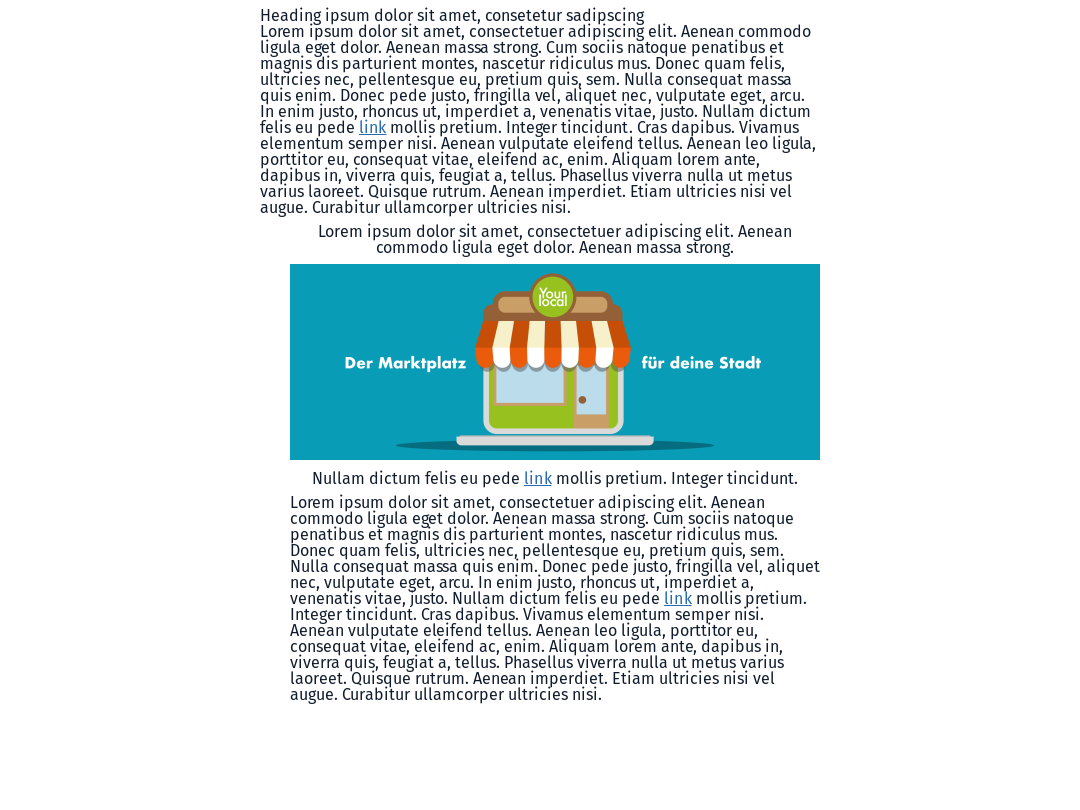 Heading ipsum dolor sit amet, consetetur sadipscing
Lorem ipsum dolor sit amet, consectetuer adipiscing elit. Aenean commodo
ligula eget dolor. Aenean massa strong. Cum sociis natoque penatibus et
magnis dis parturient montes, nascetur ridiculus mus. Donec quam felis,
ultricies nec, pellentesque eu, pretium quis, sem. Nulla consequat massa
quis enim. Donec pede justo, fringilla vel, aliquet nec, vulputate eget, arcu.
In enim justo, rhoncus ut, imperdiet a, venenatis vitae, justo. Nullam dictum
felis eu pede link mollis pretium. Integer tincidunt. Cras dapibus. Vivamus
elementum semper nisi. Aenean vulputate eleifend tellus. Aenean leo ligula,
porttitor eu, consequat vitae, eleifend ac, enim. Aliquam lorem ante,
dapibus in, viverra quis, feugiat a, tellus. Phasellus viverra nulla ut metus
varius laoreet. Quisque rutrum. Aenean imperdiet. Etiam ultricies nisi vel
augue. Curabitur ullamcorper ultricies nisi.
Lorem ipsum dolor sit amet, consectetuer adipiscing elit. Aenean
commodo ligula eget dolor. Aenean massa strong.
Your
local
Der Marktplatz
für deine Stadt
Nullam dictum felis eu pede link mollis pretium. Integer tincidunt.
Lorem ipsum dolor sit amet, consectetuer adipiscing elit. Aenean
commodo ligula eget dolor. Aenean massa strong. Cum sociis natoque
penatibus et magnis dis parturient montes, nascetur ridiculus mus.
Donec quam felis, ultricies nec, pellentesque eu, pretium quis, sem.
Nulla consequat massa quis enim. Donec pede justo, fringilla vel, aliquet
nec, vulputate eget, arcu. In enim justo, rhoncus ut, imperdiet a,
venenatis vitae, justo. Nullam dictum felis eu pede link mollis pretium.
Integer tincidunt. Cras dapibus. Vivamus elementum semper nisi.
Aenean vulputate eleifend tellus. Aenean leo ligula, porttitor eu,
consequat vitae, eleifend ac, enim. Aliquam lorem ante, dapibus in,
viverra quis, feugiat a, tellus. Phasellus viverra nulla ut metus varius
laoreet. Quisque rutrum. Aenean imperdiet. Etiam ultricies nisi vel
augue. Curabitur ullamcorper ultricies nisi.